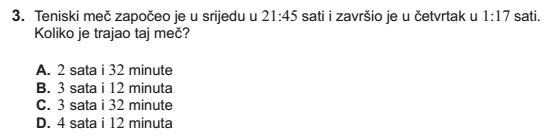 3. Teniski meč započeo je u srijedu u 21:45 sati i završio je u četvrtak u 1:17 sati.
Koliko je trajao taj meč?
A. 2 sata i 32 minute
B. 3 sata i 12 minuta
C. 3 sata i 32 minute
D. 4 sata i 12 minuta